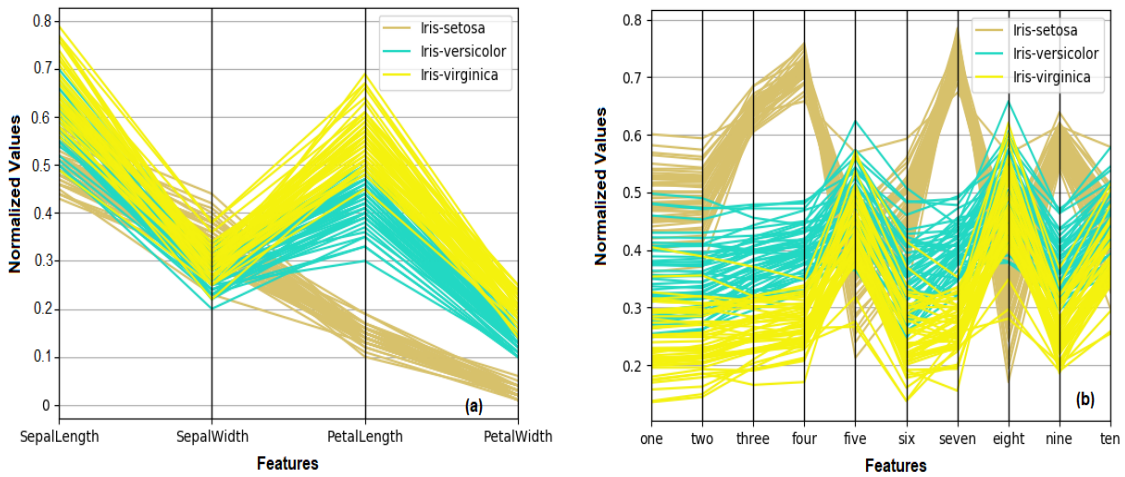 Iris-setosa
Iris-versicolor
Iris-virginica
0.8
0.7
0.6
0.5
0.4
0.3
0.2
0.1
0
Normalized Values
SepalLength SepalWidth PetalLength PetalWidth
Features
(a)
Iris-setosa
Iris-versicolor
Iris-virginica
0.8
0.7
0.6
0.5
0.4
0.3
0.2
Normalized Values
one two three four five six seven eight nine ten
Features
(b)